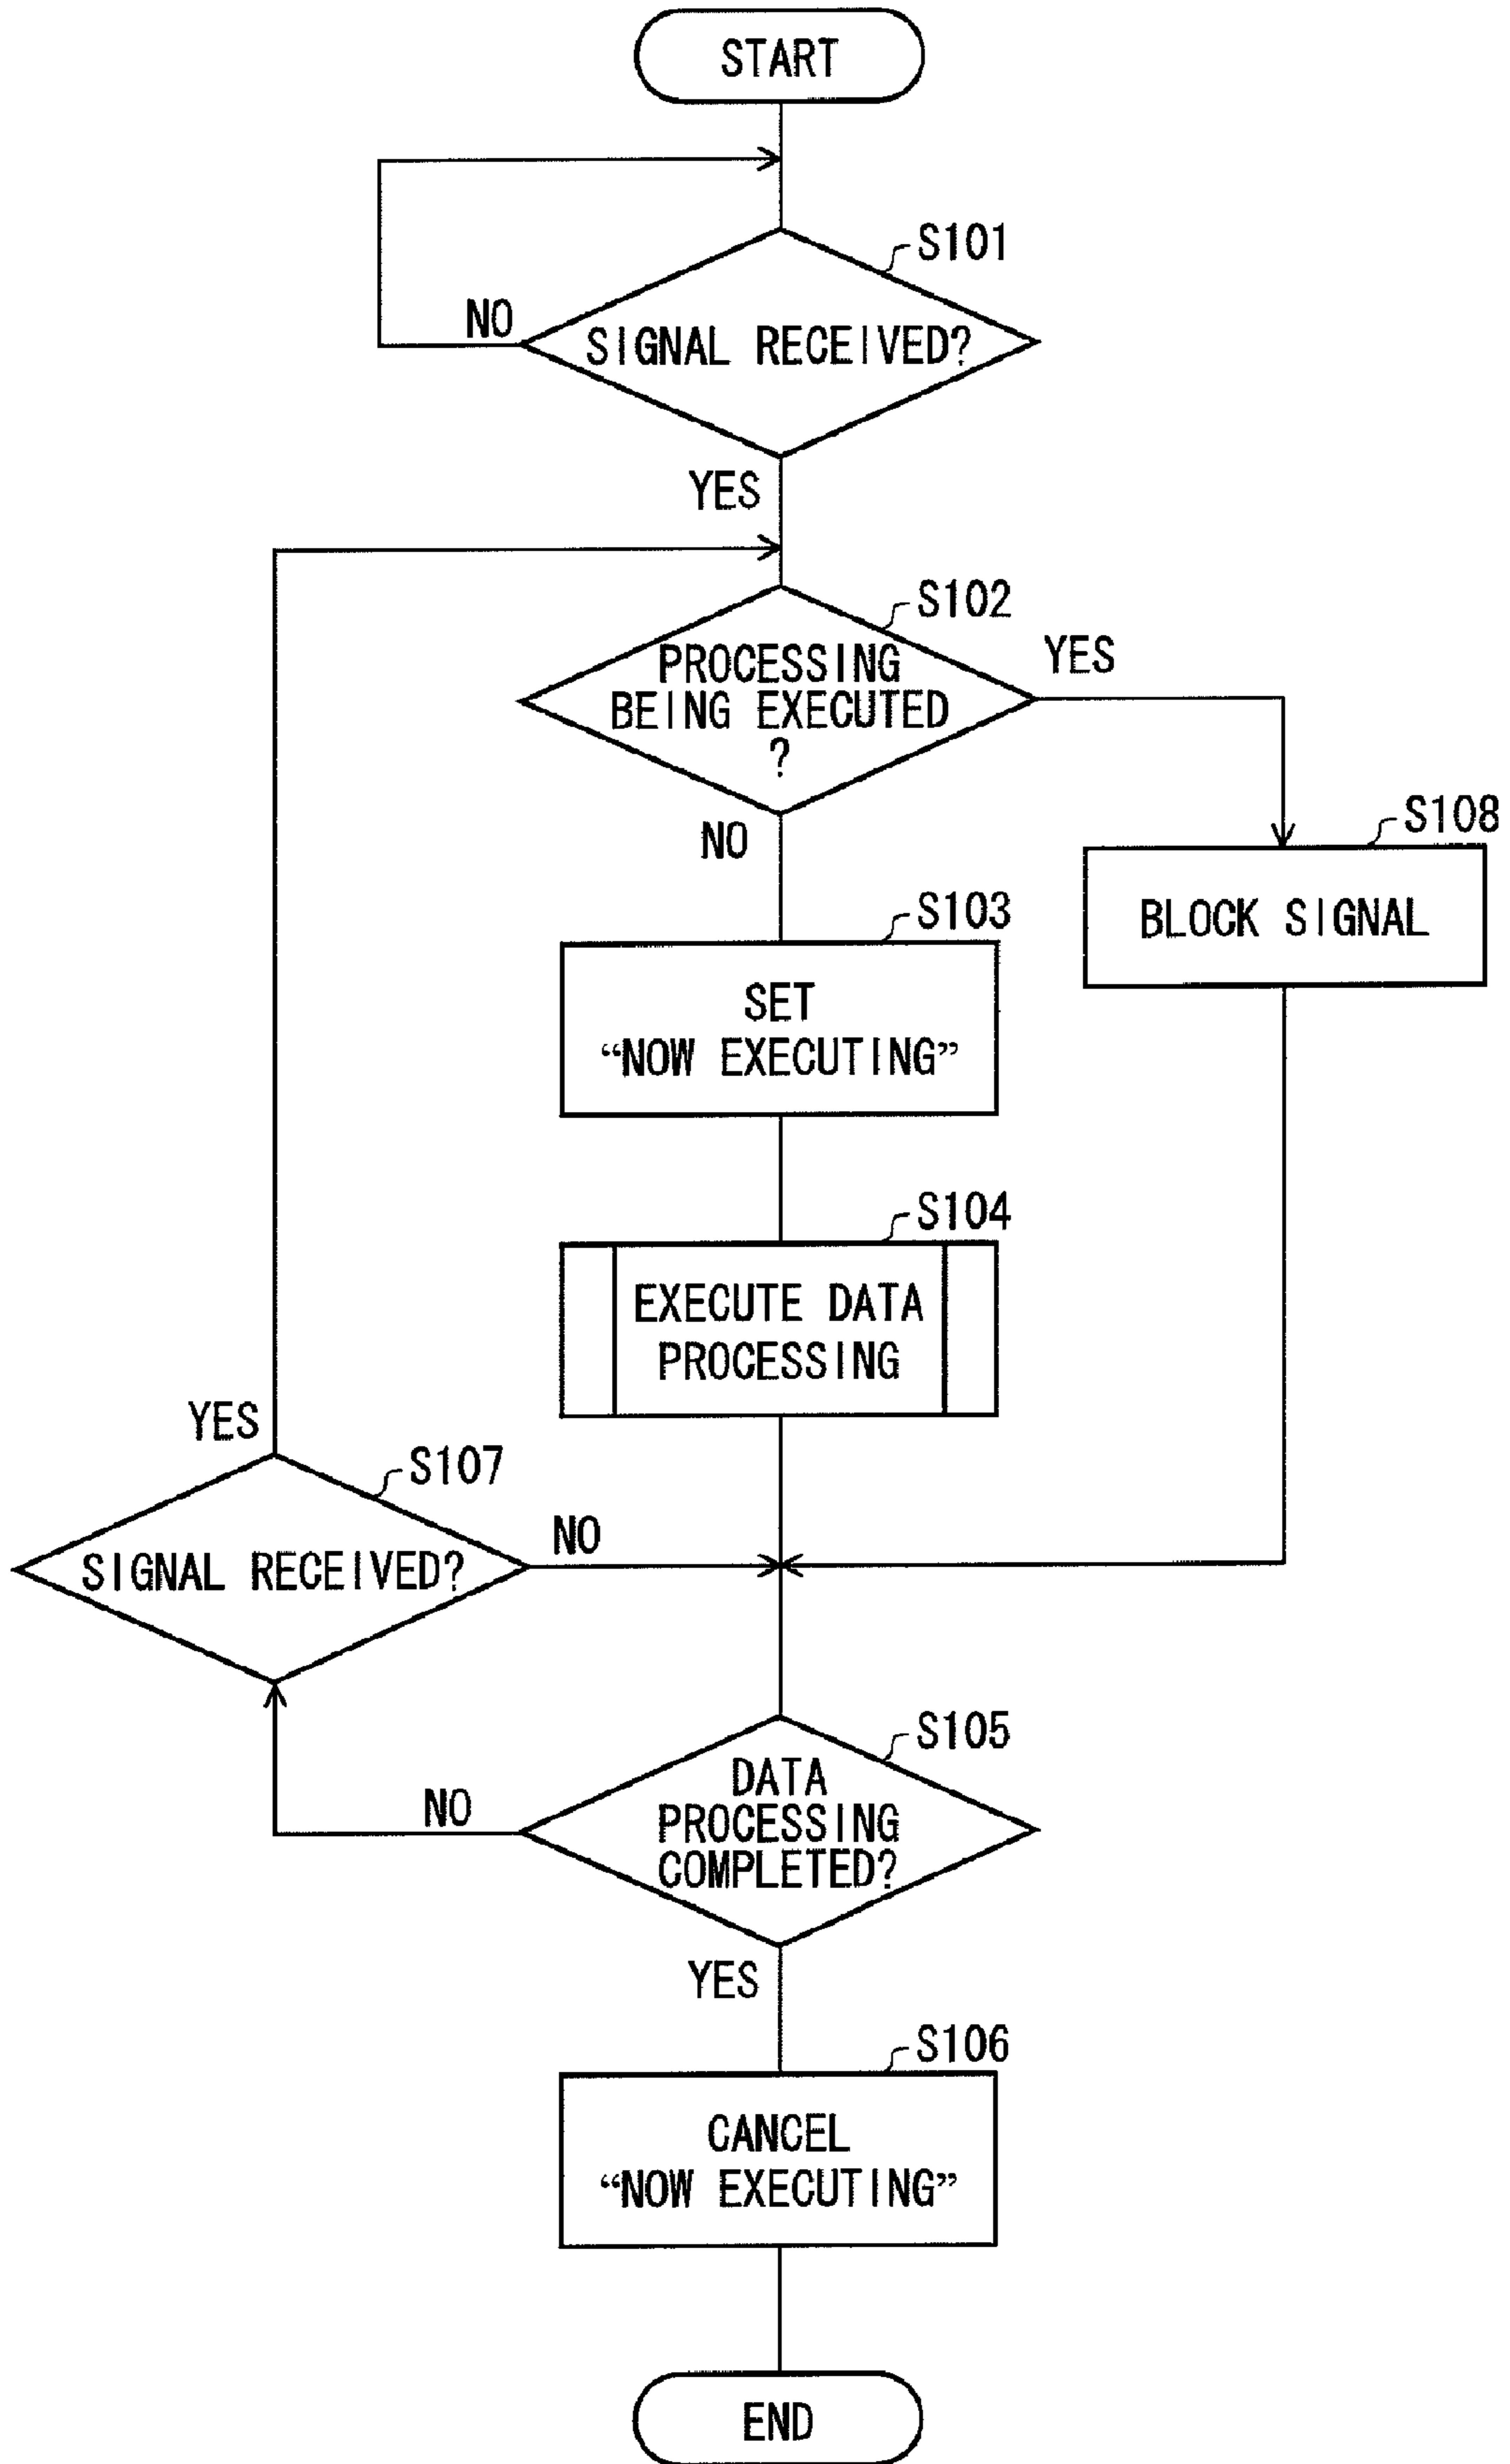 START
S101
NO
SIGNAL RECEIVED?
YES
S102
PROCESSING
BEING EXECUTED
?
YES
NO
S108
BLOCK SIGNAL
S103
SET
“NOW EXECUTING”
S104
EXECUTE DATA
PROCESSING
YES
S107
SIGNAL RECEIVED?
NO
S105
DATA
PROCESSING
COMPLETED?
NO
YES
S106
CANCEL
“NOW EXECUTING”
END